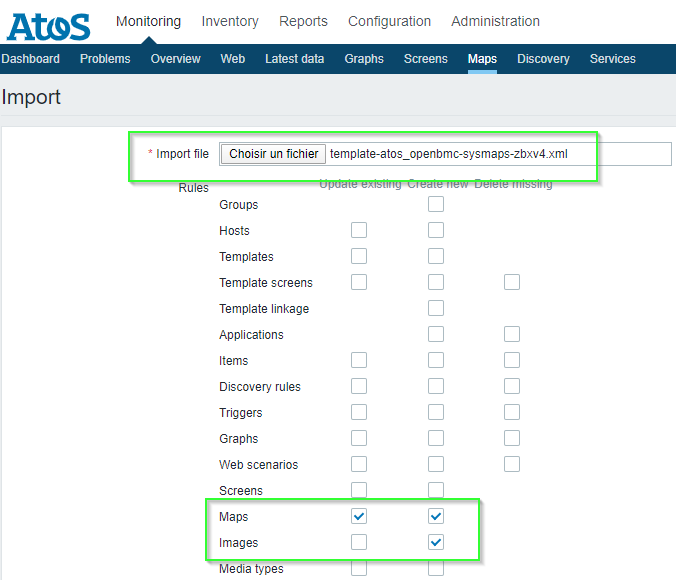 Atos Monitoring Inventory Reports Configuration Administration
Dashboard Problems Overview Web Latest data Graphs Screens Maps Discovery Services
Import
* Import file Choisir un fichier template-atos_openbmc-sysmaps-zbxv4.xml
Rules Update existing Create new Delete missing
Groups
Hosts
Templates
Template screens
Template linkage
Applications
Items
Discovery rules
Triggers
Graphs
Web scenarios
Screens
Maps
Images
Media types